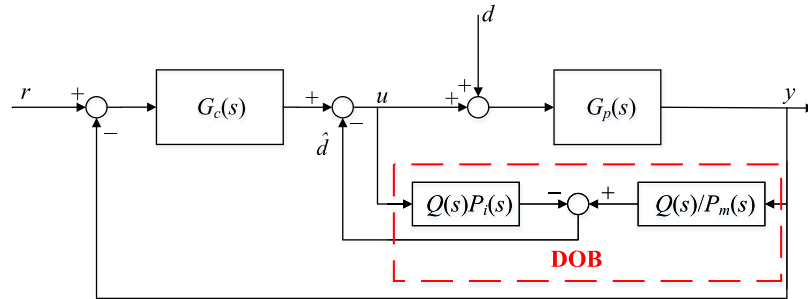 d
r + G_c(s) + u + + G_p(s) y
− − d̂
Q(s)P_i(s) − + Q(s)/P_m(s)
DOB